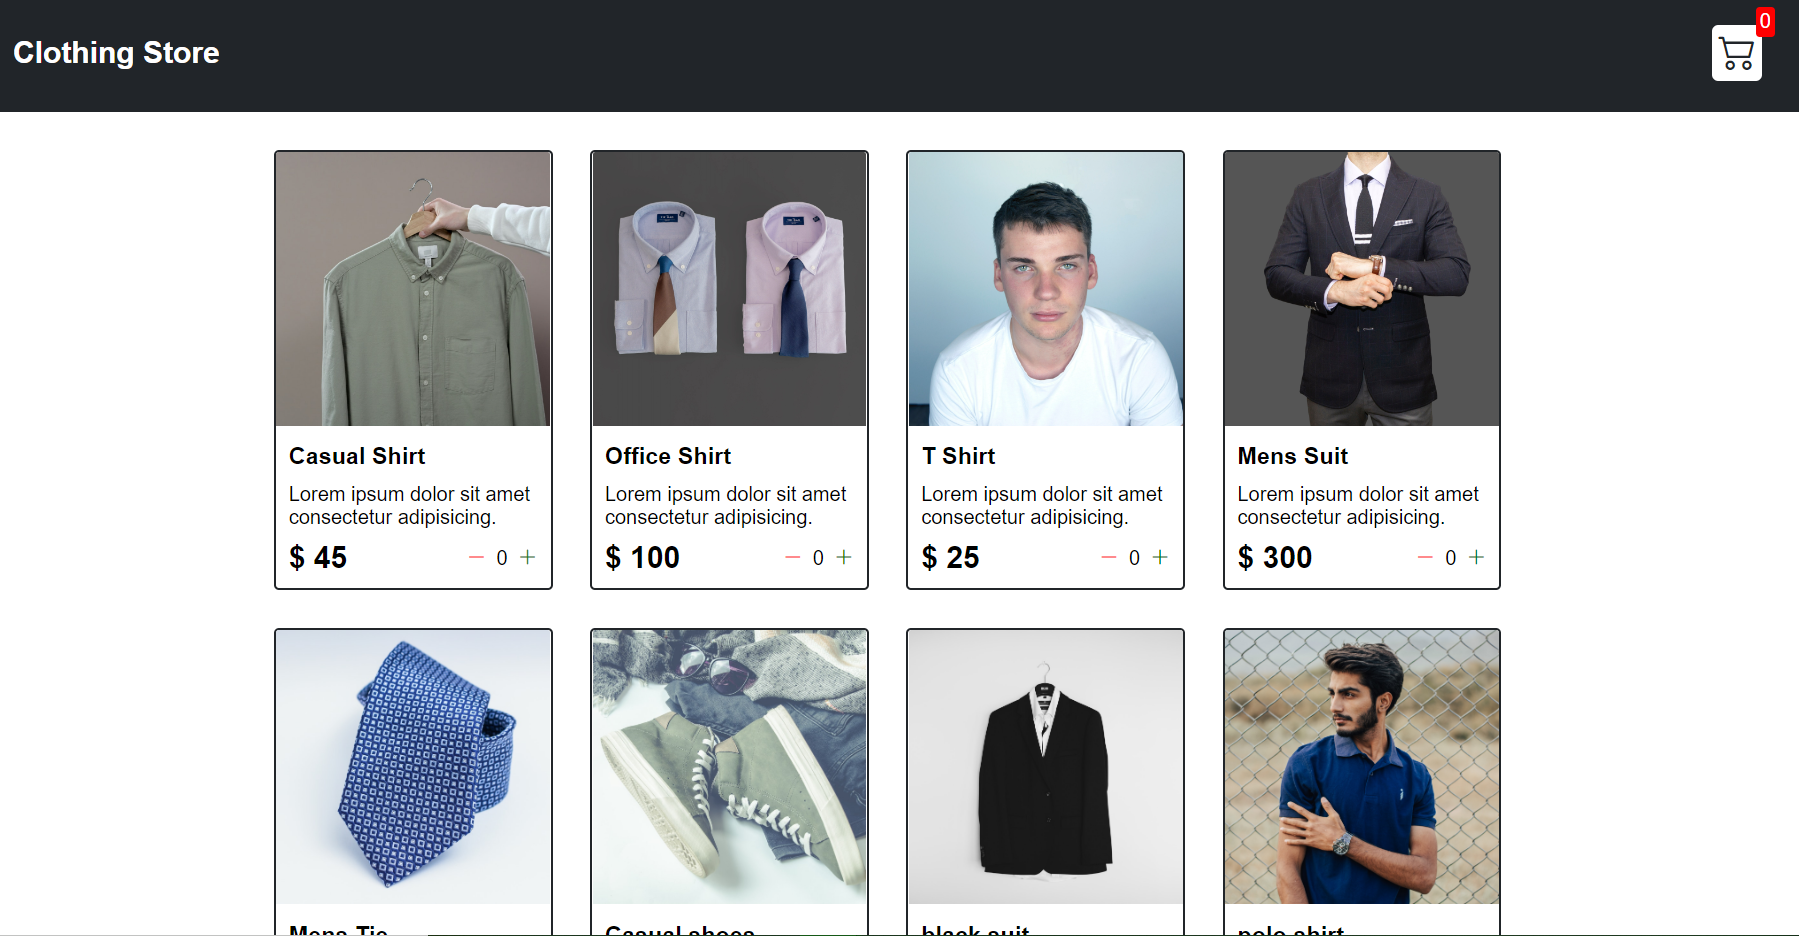 Clothing Store
0
Casual Shirt
Lorem ipsum dolor sit amet
consectetur adipisicing.
$ 45
0
Office Shirt
Lorem ipsum dolor sit amet
consectetur adipisicing.
$ 100
0
T Shirt
Lorem ipsum dolor sit amet
consectetur adipisicing.
$ 25
0
Mens Suit
Lorem ipsum dolor sit amet
consectetur adipisicing.
$ 300
0
Mens Tie
Casual shoes
black suit
polo shirt